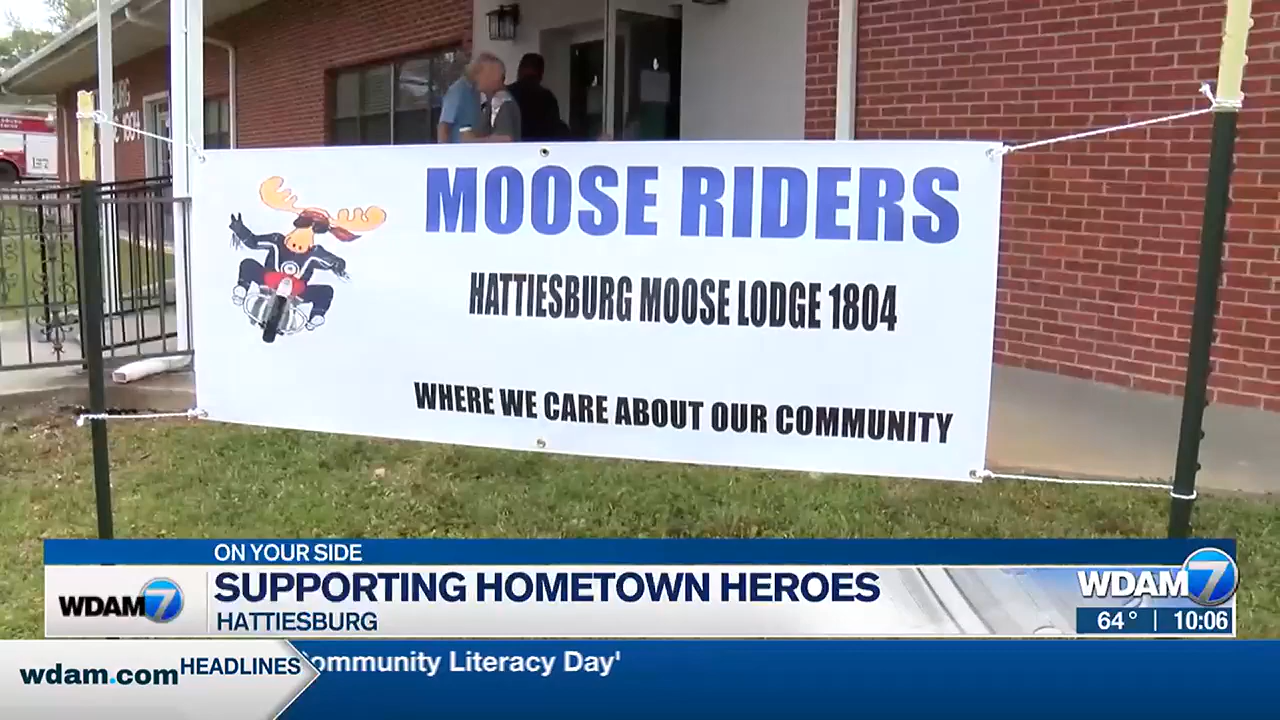 MOOSE RIDERS
HATTIESBURG MOOSE LODGE 1804
WHERE WE CARE ABOUT OUR COMMUNITY
ON YOUR SIDE
WDAM 7
SUPPORTING HOMETOWN HEROES
HATTIESBURG
WDAM 7
64° | 10:06
wdam.com HEADLINES
Community Literacy Day'